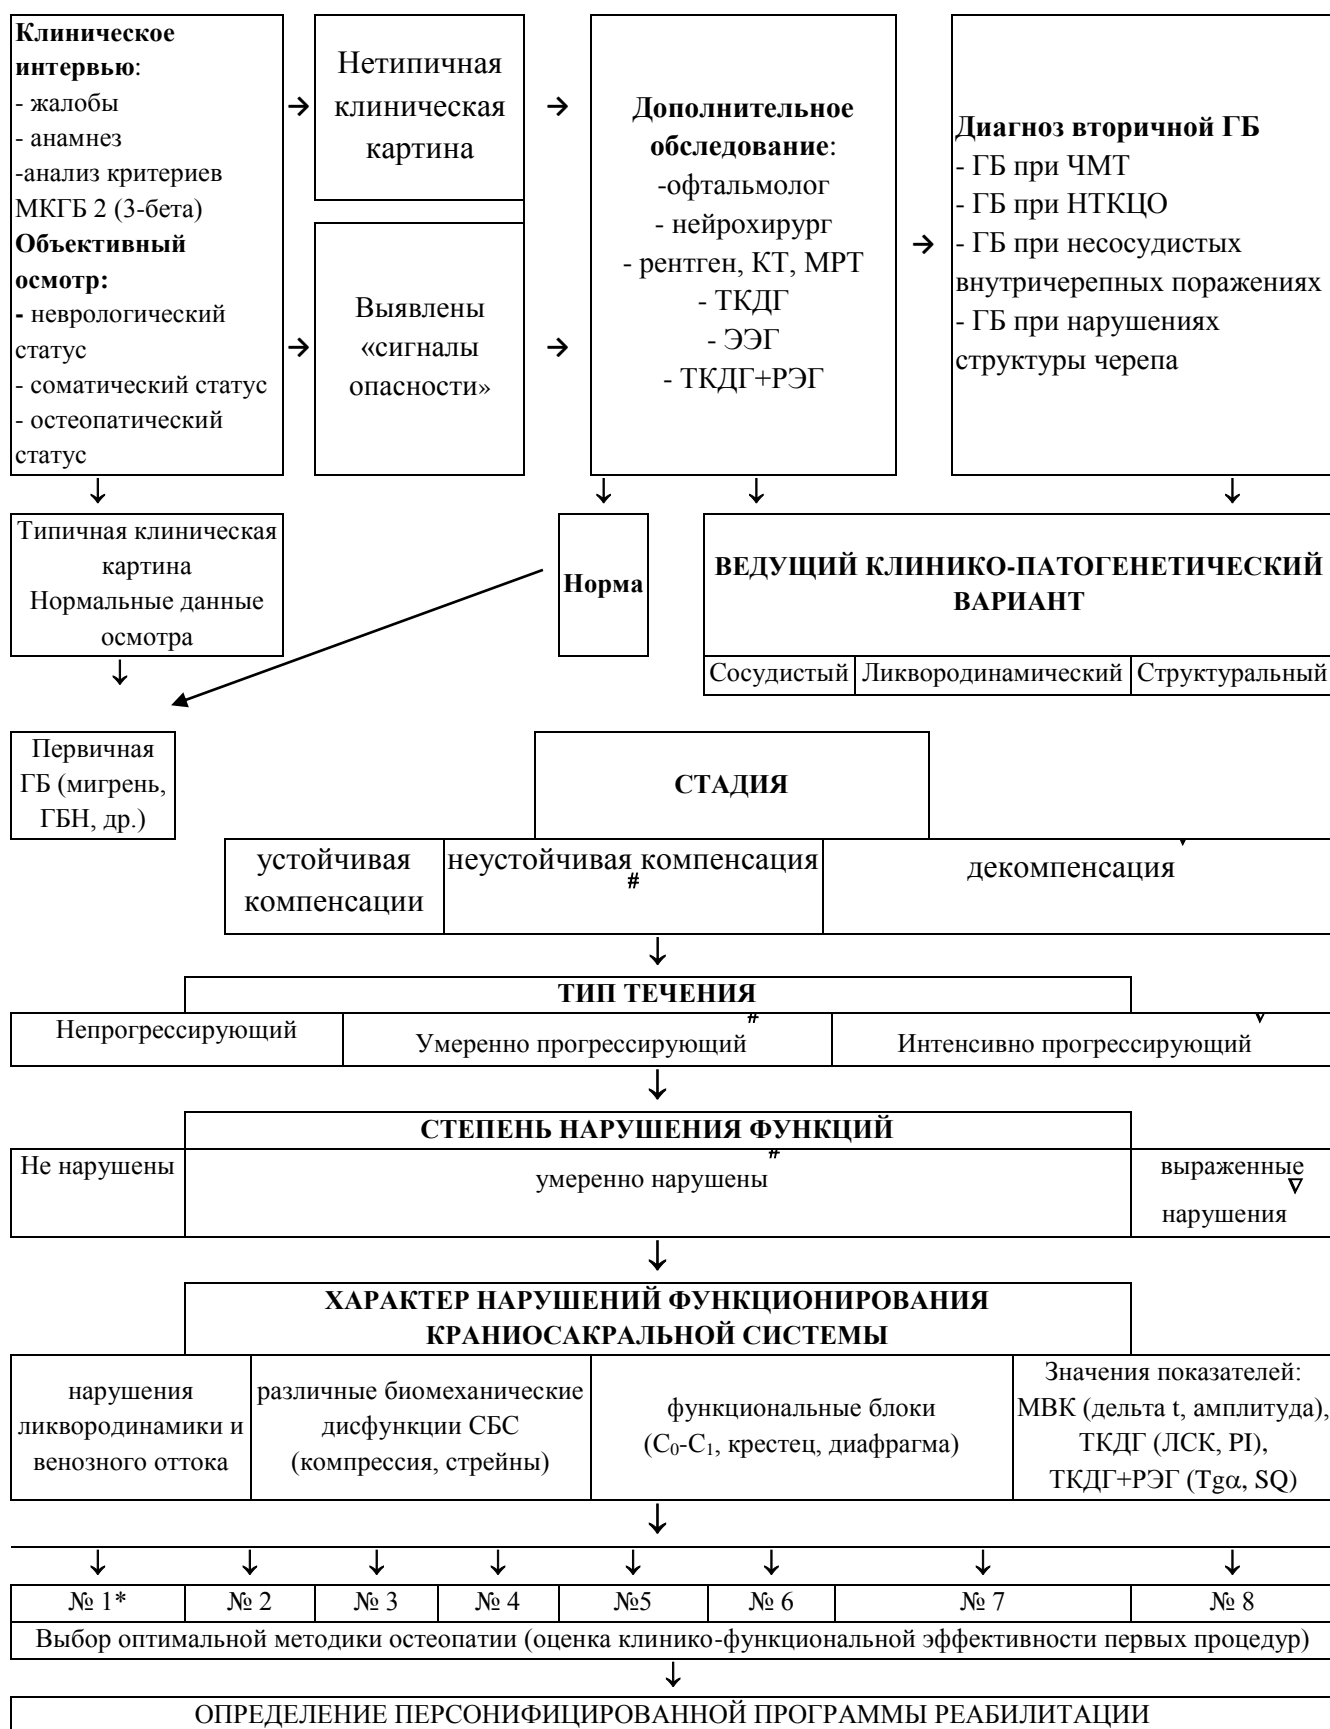 Клиническое
интервью:
- жалобы
- анамнез
-анализ критериев
МКГБ 2 (3-бета)
Объективный
осмотр:
- неврологический
статус
- соматический статус
- остеопатический
статус
Нетипичная
клиническая
картина
Выявлены
«сигналы
опасности»
Дополнительное
обследование:
-офтальмолог
- нейрохирург
- рентген, КТ, МРТ
- ТКДГ
- ЭЭГ
- ТКДГ+РЭГ
Диагноз вторичной ГБ
- ГБ при ЧМТ
- ГБ при НТКЦО
- ГБ при несосудистых
внутричерепных поражениях
- ГБ при нарушениях
структуры черепа
Типичная клиническая
картина
Нормальные данные
осмотра
Норма
ВЕДУЩИЙ КЛИНИКО-ПАТОГЕНЕТИЧЕСКИЙ
ВАРИАНТ
Сосудистый
Ликвородинамический
Структуральный
Первичная
ГБ (мигрень,
ГБН, др.)
СТАДИЯ
устойчивая
компенсации
неустойчивая компенсация
#
декомпенсация
ТИП ТЕЧЕНИЯ
Непрогрессирующий
Умеренно прогрессирующий#
Интенсивно прогрессирующий
СТЕПЕНЬ НАРУШЕНИЯ ФУНКЦИЙ
Не нарушены
умеренно нарушены#
выраженные
нарушения
ХАРАКТЕР НАРУШЕНИЙ ФУНКЦИОНИРОВАНИЯ
КРАНИОСАКРАЛЬНОЙ СИСТЕМЫ
нарушения
ликвородинамики и
венозного оттока
различные биомеханические
дисфункции СБС
(компрессия, стрейны)
функциональные блоки
(С₀-С₁, крестец, диафрагма)
Значения показателей:
МВК (дельта t, амплитуда),
ТКДГ (ЛСК, PI),
ТКДГ+РЭГ (Tgα, SQ)
№ 1*
№ 2
№ 3
№ 4
№5
№ 6
№ 7
№ 8
Выбор оптимальной методики остеопатии (оценка клинико-функциональной эффективности первых процедур)
ОПРЕДЕЛЕНИЕ ПЕРСОНИФИЦИРОВАННОЙ ПРОГРАММЫ РЕАБИЛИТАЦИИ